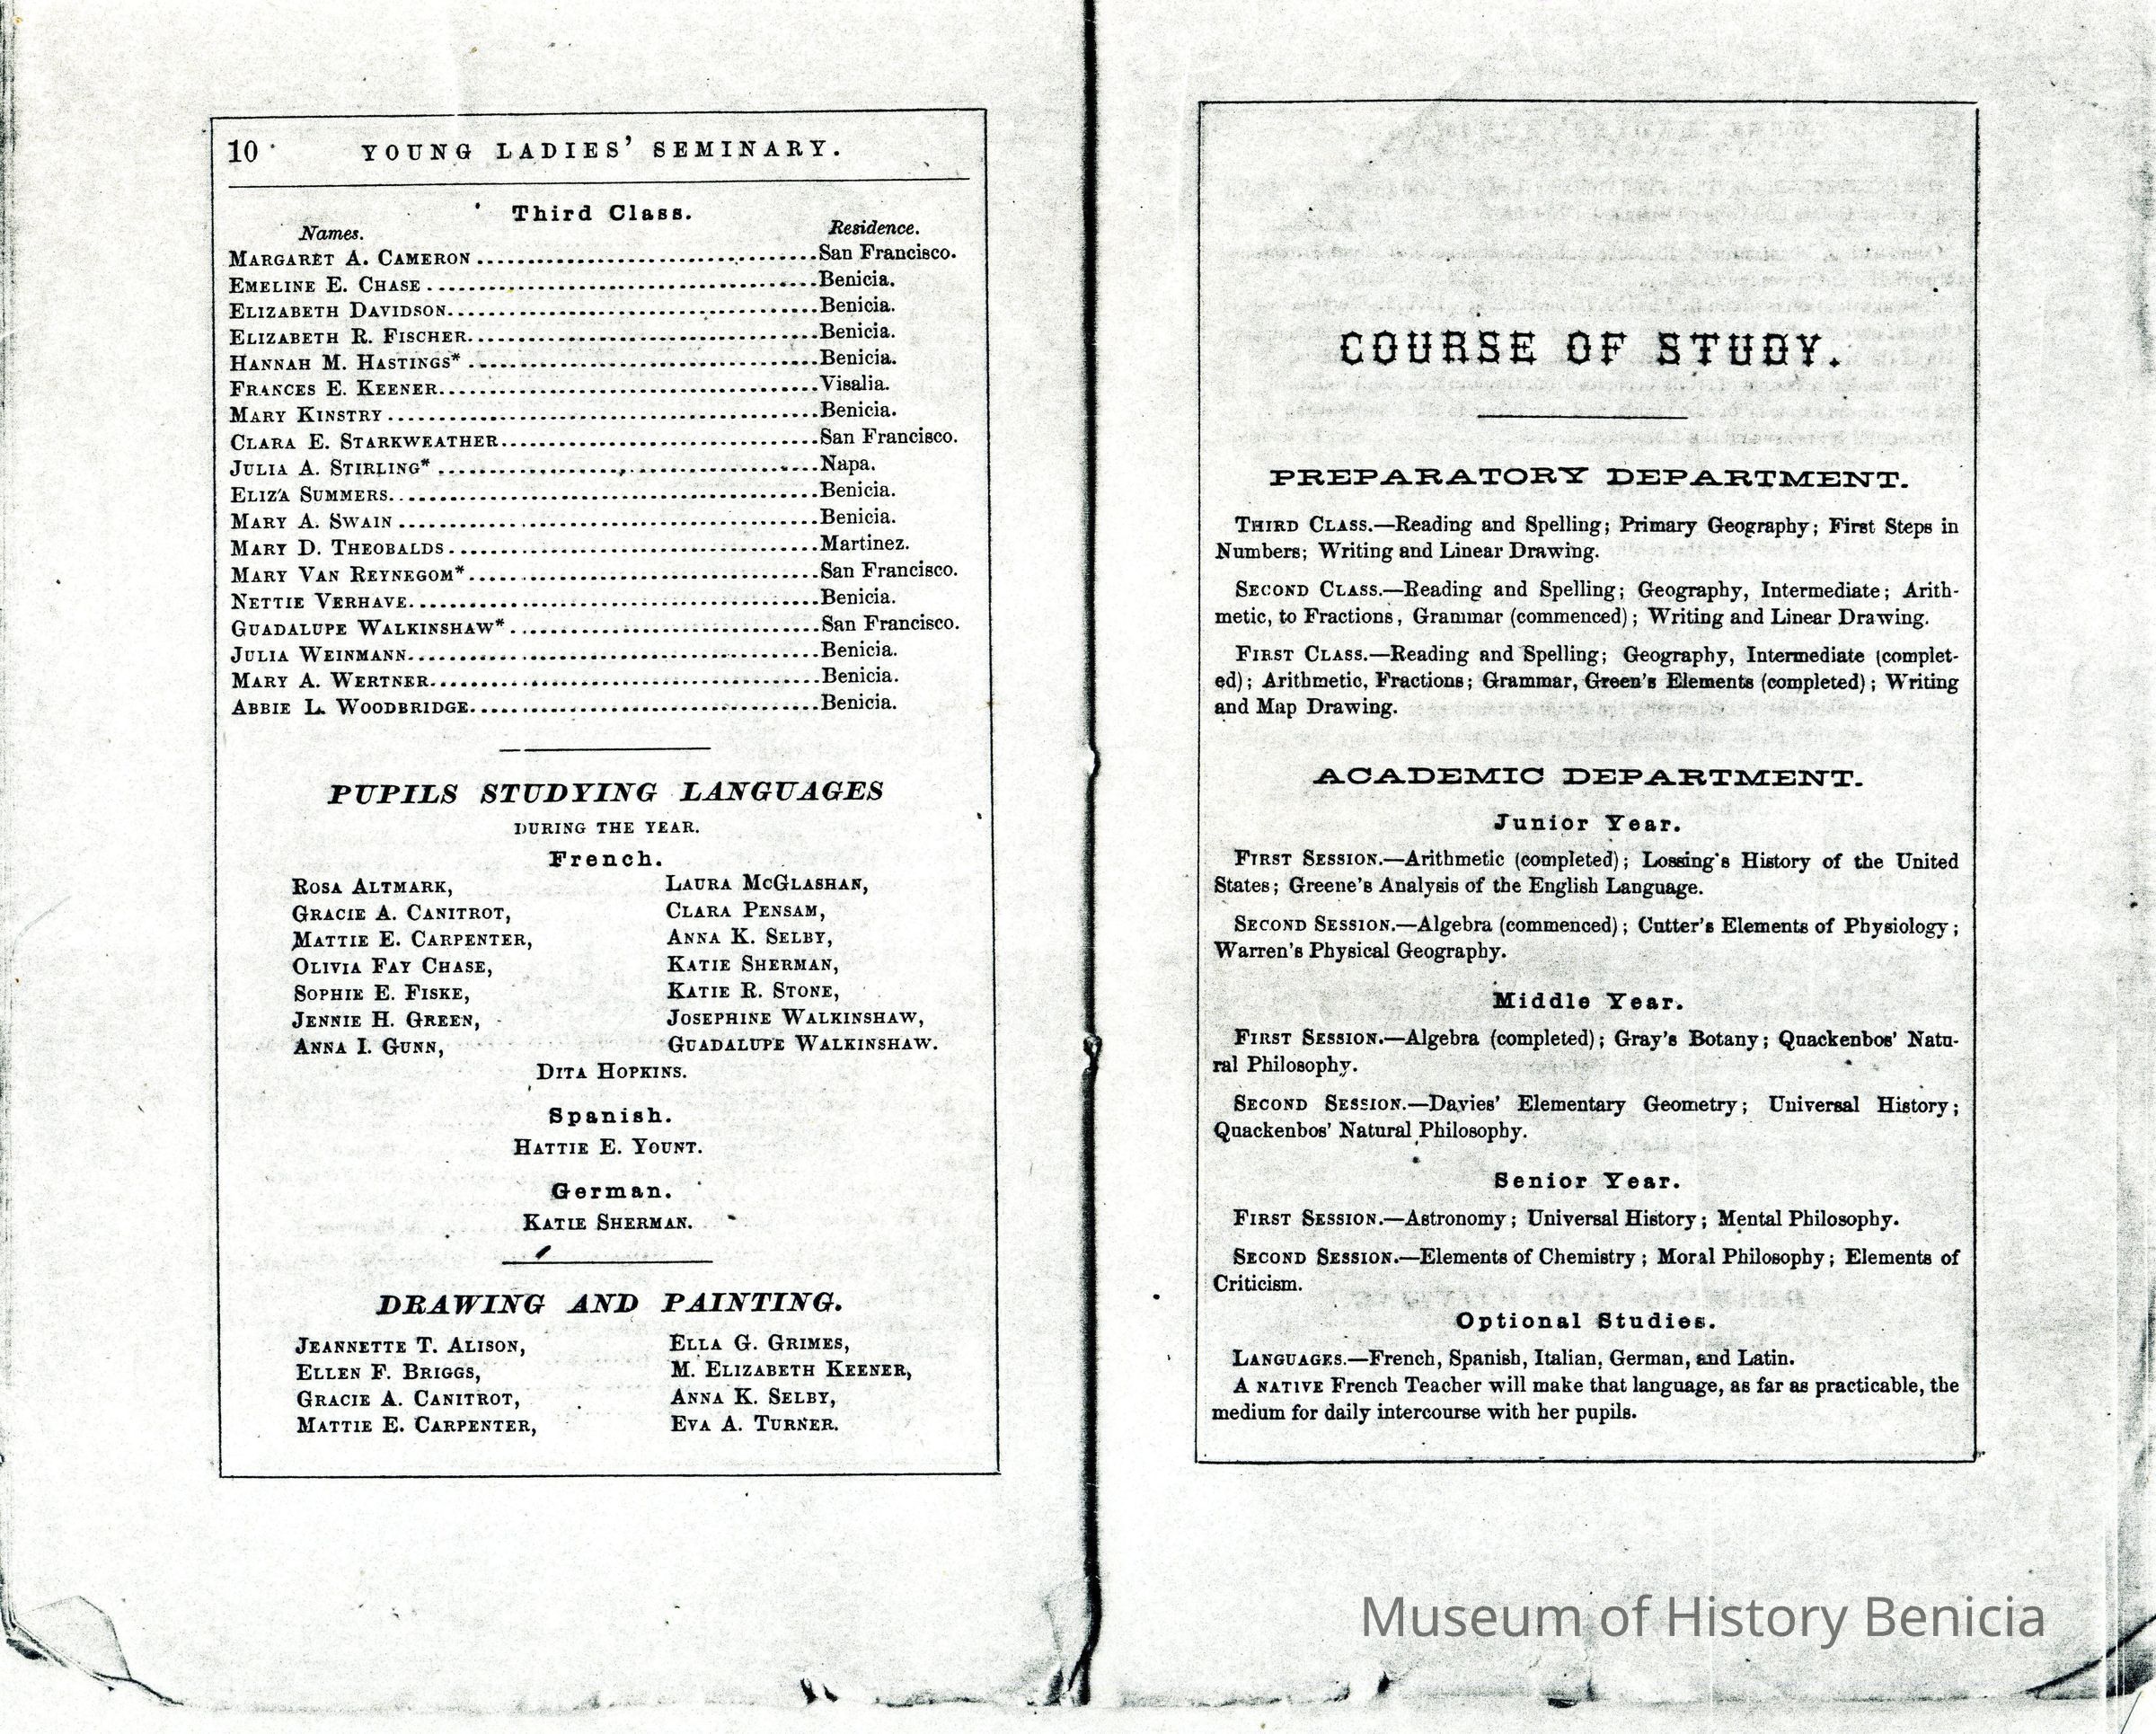 10 YOUNG LADIES' SEMINARY.
Third Class.
Names. Residence.
MARGARET A. CAMERON ........ San Francisco.
EMELINE E. CHASE ........ Benicia.
ELIZABETH DAVIDSON ........ Benicia.
ELIZABETH R. FISCHER ........ Benicia.
HANNAH M. HASTINGS* ........ Benicia.
FRANCES E. KEENER ........ Visalia.
MARY KINSTRY ........ Benicia.
CLARA E. STARKWEATHER ........ San Francisco.
JULIA A. STIRLING* ........ Napa.
ELIZA SUMMERS ........ Benicia.
MARY A. SWAIN ........ Benicia.
MARY D. THEOBALDS ........ Martinez.
MARY VAN REYNEGOM* ........ San Francisco.
NETTIE VERHAVE ........ Benicia.
GUADALUPE WALKINSHAW* ........ San Francisco.
JULIA WEINMANN ........ Benicia.
MARY A. WERTNER ........ Benicia.
ABBIE L. WOODBRIDGE ........ Benicia.
PUPILS STUDYING LANGUAGES
DURING THE YEAR.
French.
ROSA ALTMARK, LAURA MCGLASHAN,
GRACIE A. CANITROT, CLARA PENSAM,
MATTIE E. CARPENTER, ANNA K. SELBY,
OLIVIA FAY CHASE, KATIE SHERMAN,
SOPHIE E. FISKE, KATIE R. STONE,
JENNIE H. GREEN, JOSEPHINE WALKINSHAW,
ANNA I. GUNN, GUADALUPE WALKINSHAW.
DITA HOPKINS.
Spanish.
HATTIE E. YOUNT.
German.
KATIE SHERMAN.
DRAWING AND PAINTING.
JEANNETTE T. ALISON, ELLA G. GRIMES,
ELLEN F. BRIGGS, M. ELIZABETH KEENER,
GRACIE A. CANITROT, ANNA K. SELBY,
MATTIE E. CARPENTER, EVA A. TURNER.
COURSE OF STUDY.
PREPARATORY DEPARTMENT.
THIRD CLASS.—Reading and Spelling; Primary Geography; First Steps in
Numbers; Writing and Linear Drawing.
SECOND CLASS.—Reading and Spelling; Geography, Intermediate; Arith-
metic, to Fractions, Grammar (commenced); Writing and Linear Drawing.
FIRST CLASS.—Reading and Spelling; Geography, Intermediate (complet-
ed); Arithmetic, Fractions; Grammar, Green's Elements (completed); Writing
and Map Drawing.
ACADEMIC DEPARTMENT.
Junior Year.
FIRST SESSION.—Arithmetic (completed); Lossing's History of the United
States; Greene's Analysis of the English Language.
SECOND SESSION.—Algebra (commenced); Cutter's Elements of Physiology;
Warren's Physical Geography.
Middle Year.
FIRST SESSION.—Algebra (completed); Gray's Botany; Quackenbos' Natu-
ral Philosophy.
SECOND SESSION.—Davies' Elementary Geometry; Universal History;
Quackenbos' Natural Philosophy.
Senior Year.
FIRST SESSION.—Astronomy; Universal History; Mental Philosophy.
SECOND SESSION.—Elements of Chemistry; Moral Philosophy; Elements of
Criticism.
Optional Studies.
LANGUAGES.—French, Spanish, Italian, German, and Latin.
A NATIVE French Teacher will make that language, as far as practicable, the
medium for daily intercourse with her pupils.
Museum of History Benicia